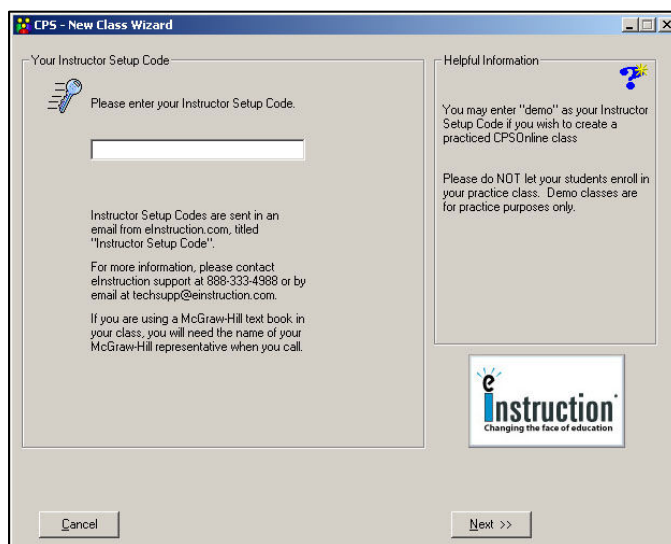 CPS - New Class Wizard
Your Instructor Setup Code
Please enter your Instructor Setup Code.
Instructor Setup Codes are sent in an
email from eInstruction.com, titled
"Instructor Setup Code".
For more information, please contact
eInstruction support at 888-333-4988 or by
email at techsupp@einstruction.com.
If you are using a McGraw-Hill text book in
your class, you will need the name of your
McGraw-Hill representative when you call.
Helpful Information
You may enter "demo" as your Instructor
Setup Code if you wish to create a
practiced CPSOnline class
Please do NOT let your students enroll in
your practice class. Demo classes are
for practice purposes only.
eInstruction
Changing the face of education
Cancel
Next >>